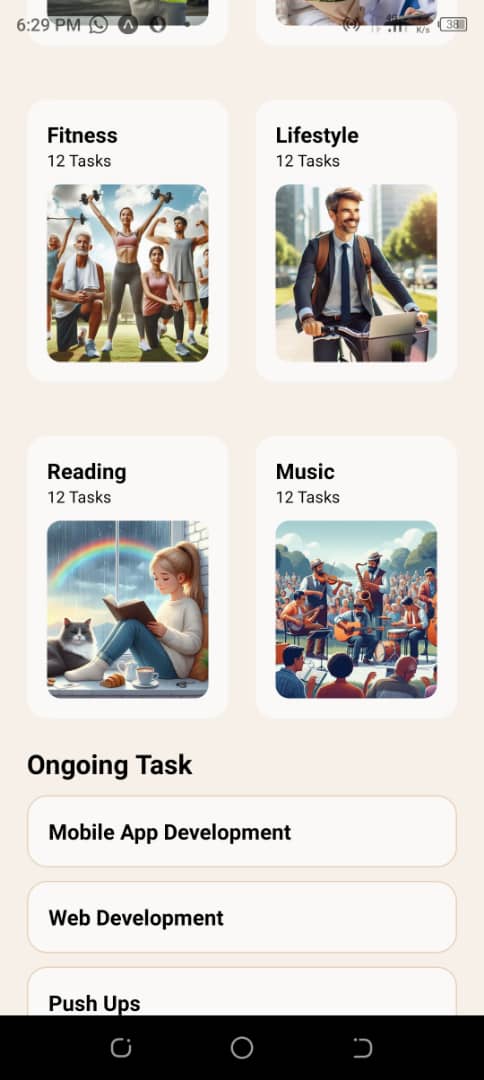 6:29 PM
K/s
38
Fitness
12 Tasks
Lifestyle
12 Tasks
Reading
12 Tasks
Music
12 Tasks
Ongoing Task
Mobile App Development
Web Development
Push Ups